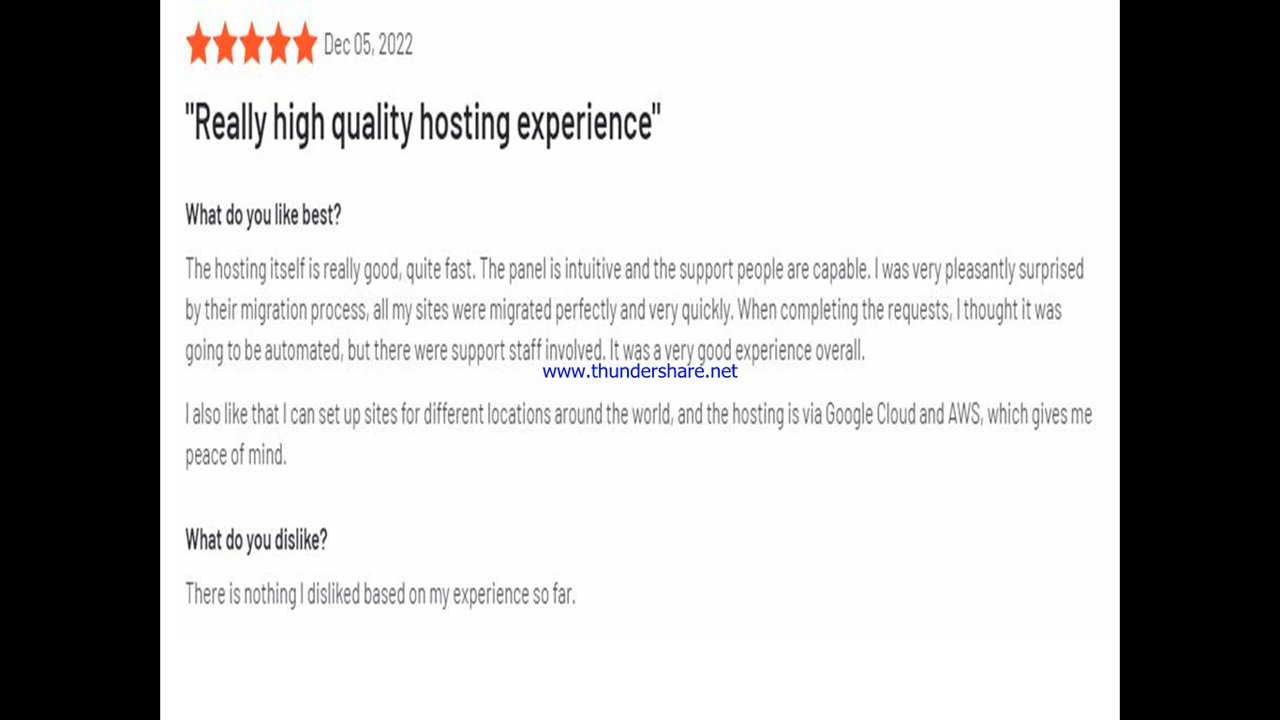 Dec 05, 2022
"Really high quality hosting experience"
What do you like best?
The hosting itself is really good, quite fast. The panel is intuitive and the support people are capable. I was very pleasantly surprised
by their migration process, all my sites were migrated perfectly and very quickly. When completing the requests, I thought it was
going to be automated, but there were support staff involved. It was a very good experience overall.
www.thundershare.net
I also like that I can set up sites for different locations around the world, and the hosting is via Google Cloud and AWS, which gives me
peace of mind.
What do you dislike?
There is nothing I disliked based on my experience so far.